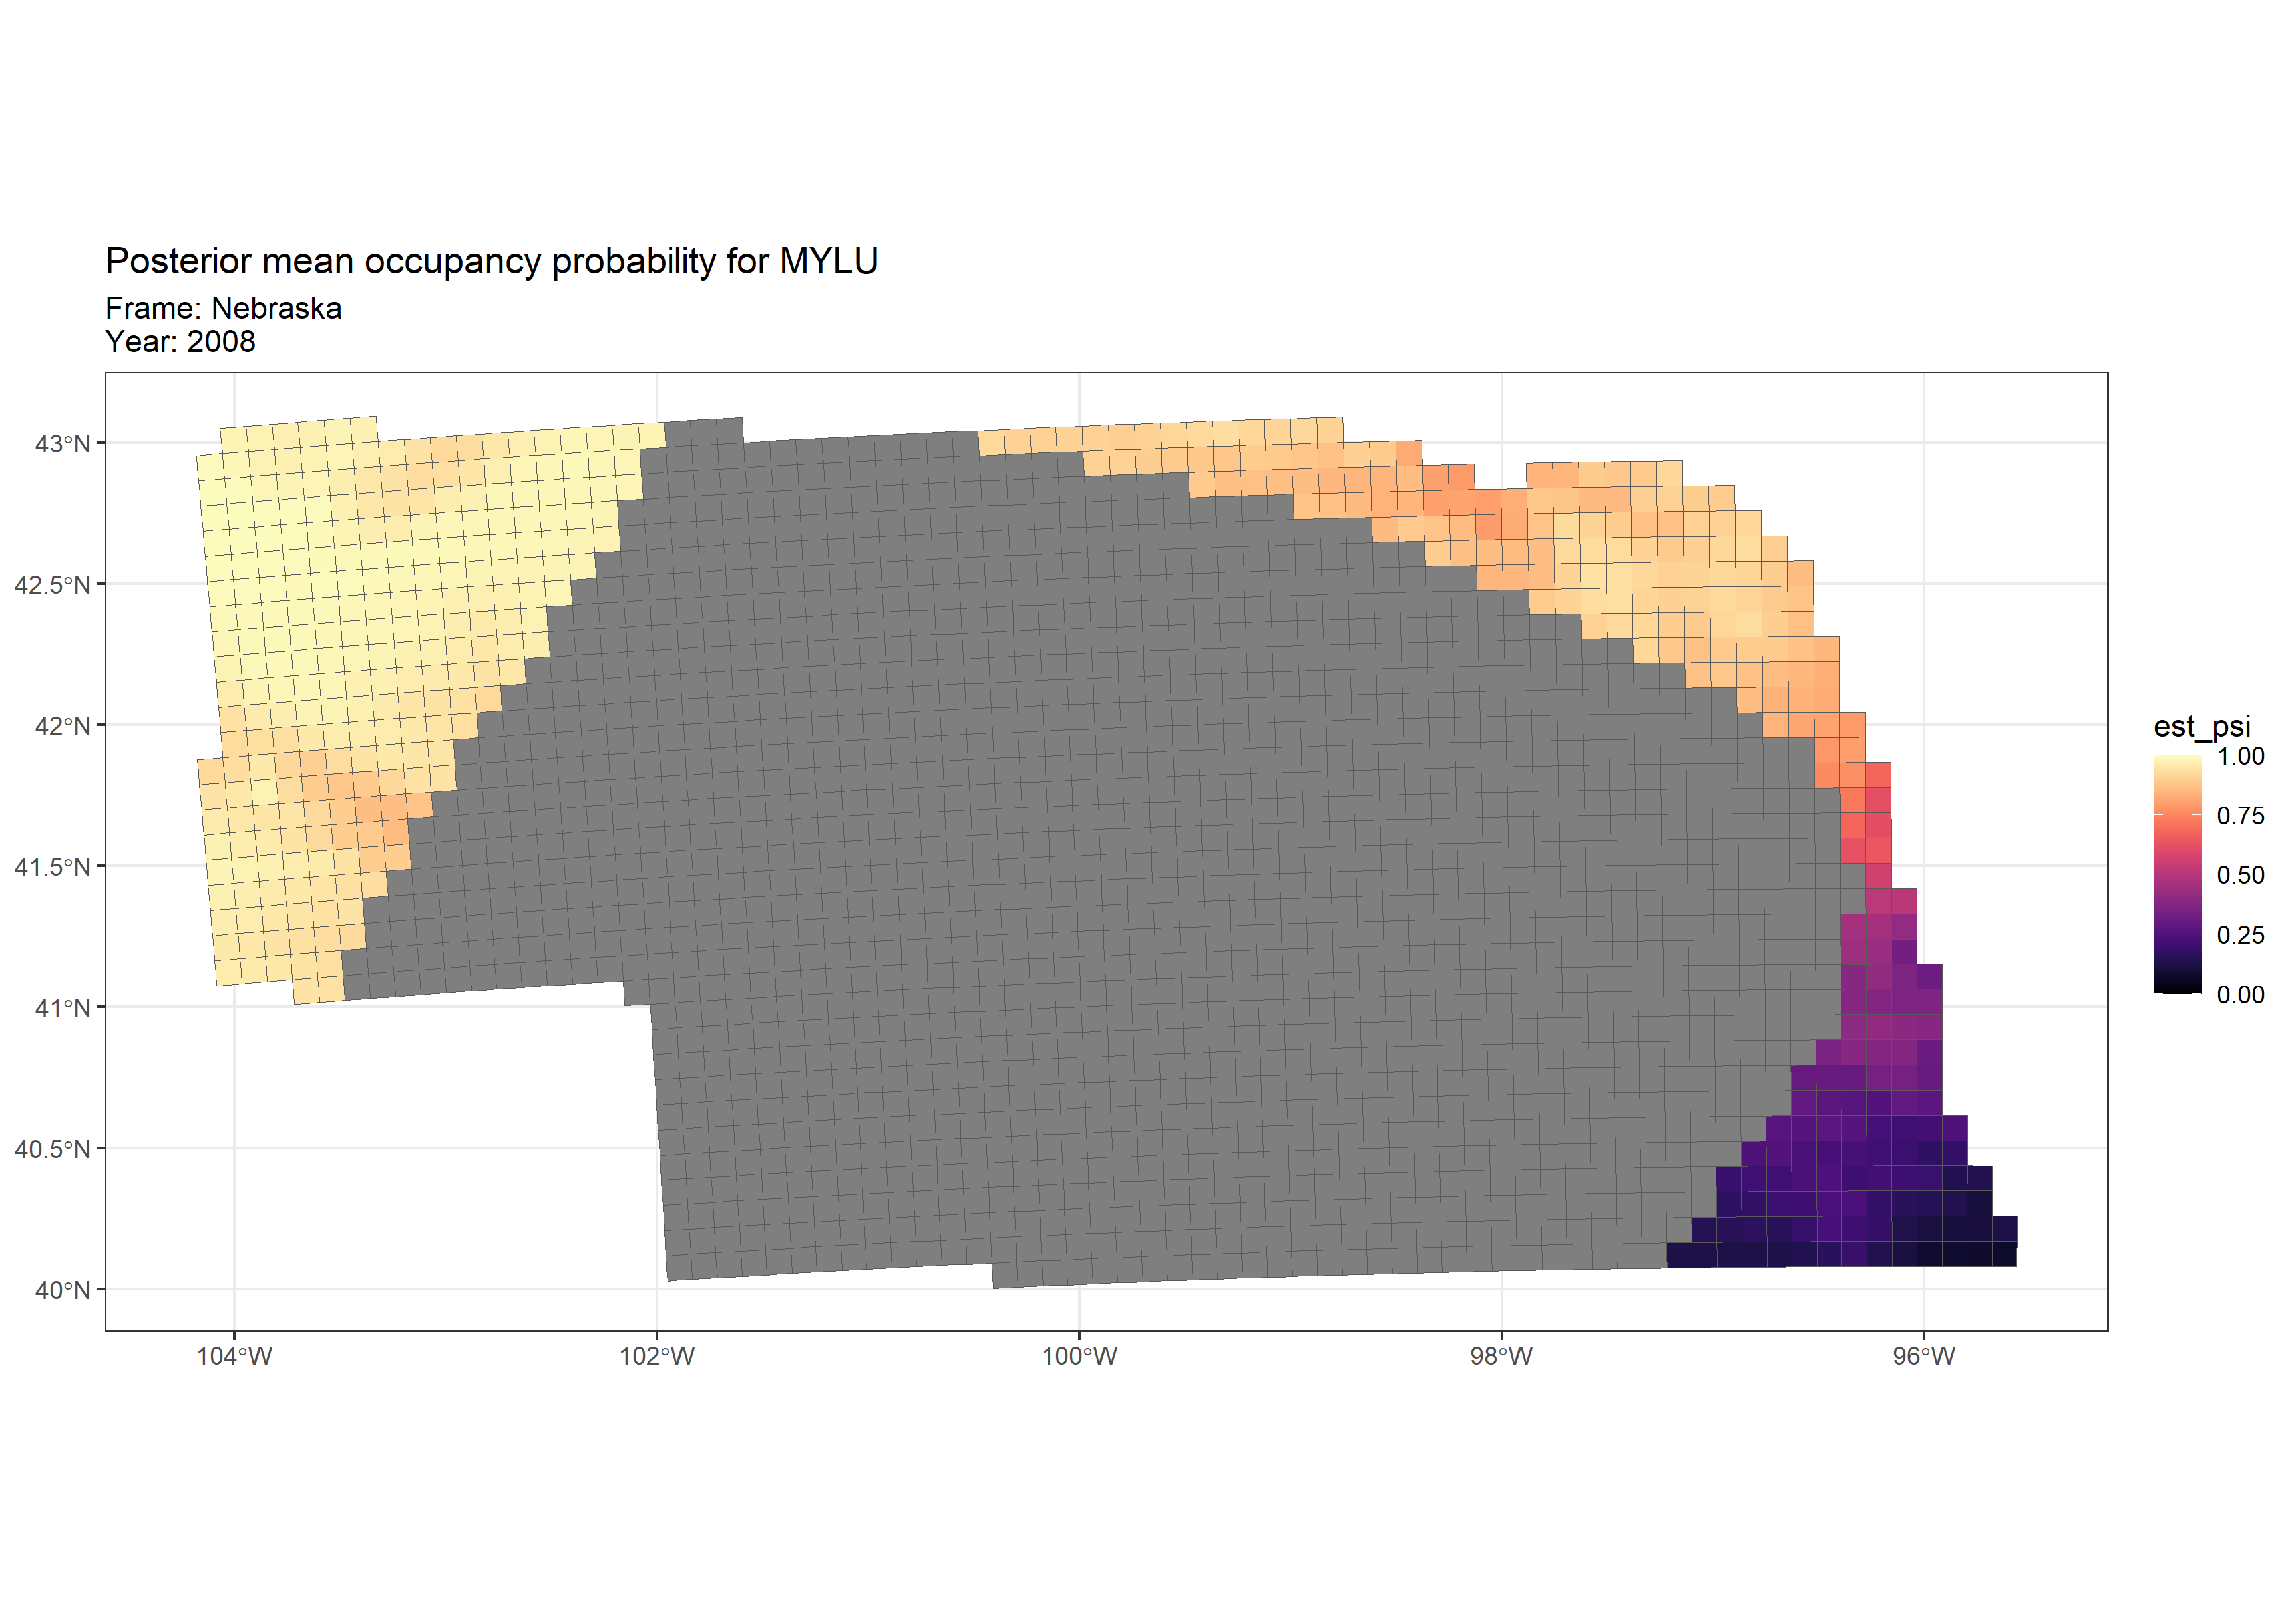 Posterior mean occupancy probability for MYLU
Frame: Nebraska
Year: 2008
43°N
42.5°N
42°N
41.5°N
41°N
40.5°N
40°N
104°W
102°W
100°W
98°W
96°W
est_psi
1.00
0.75
0.50
0.25
0.00